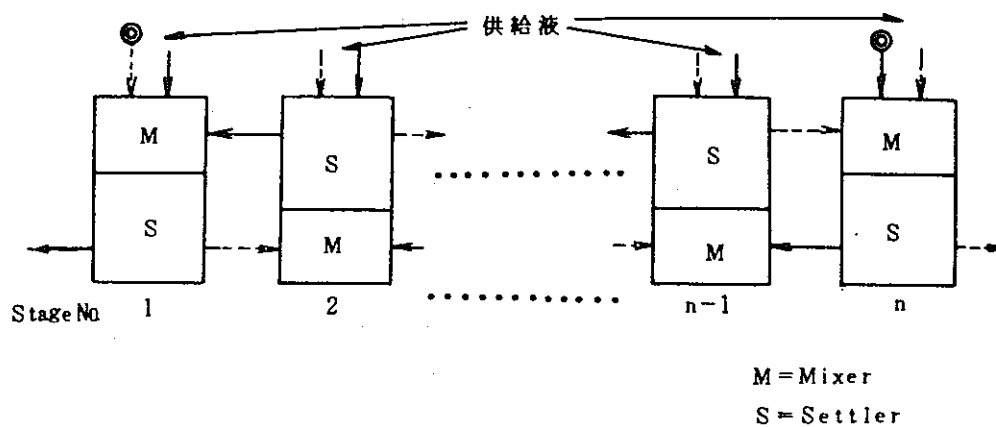 供給液
M S S M
S M M S
Stage No. 1 2 n-1 n
M=Mixer
S=Settler